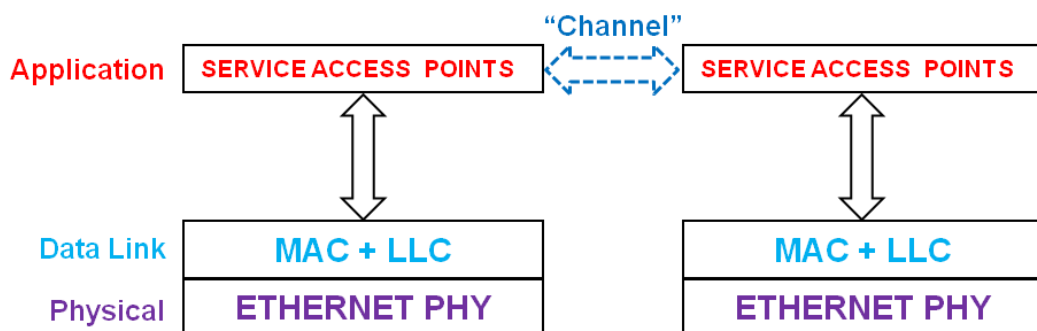 “Channel”
Application SERVICE ACCESS POINTS SERVICE ACCESS POINTS
Data Link MAC + LLC MAC + LLC
Physical ETHERNET PHY ETHERNET PHY